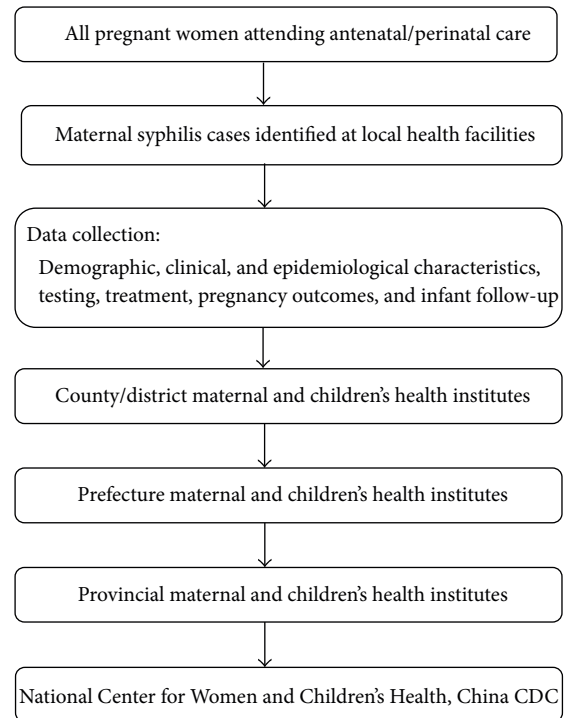 All pregnant women attending antenatal/perinatal care
Maternal syphilis cases identified at local health facilities
Data collection:
Demographic, clinical, and epidemiological characteristics,
testing, treatment, pregnancy outcomes, and infant follow-up
County/district maternal and children's health institutes
Prefecture maternal and children's health institutes
Provincial maternal and children's health institutes
National Center for Women and Children's Health, China CDC